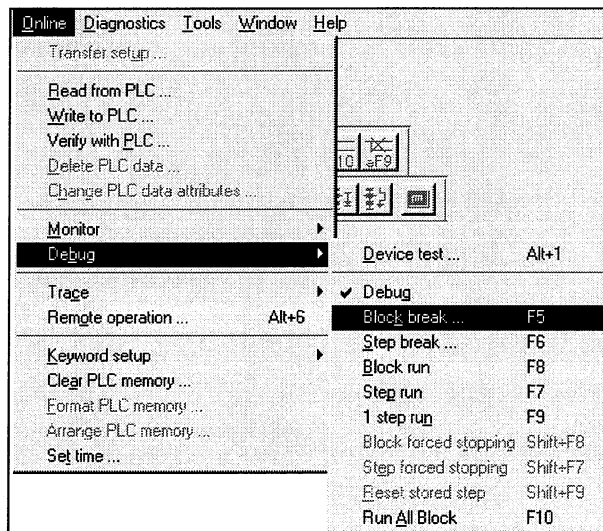 Online Diagnostics Tools Window Help
Transfer setup ...
Read from PLC ...
Write to PLC ...
Verify with PLC ...
Delete PLC data ...
Change PLC data attributes ...
Monitor
Debug
Trace
Remote operation ... Alt+6
Keyword setup
Clear PLC memory ...
Format PLC memory ...
Arrange PLC memory ...
Set time ...
10 aF9
Device test ... Alt+1
✔ Debug
Block break ... F5
Step break ... F6
Block run F8
Step run F7
1 step run F9
Block forced stopping Shift+F8
Step forced stopping Shift+F7
Reset stored step Shift+F9
Run All Block F10